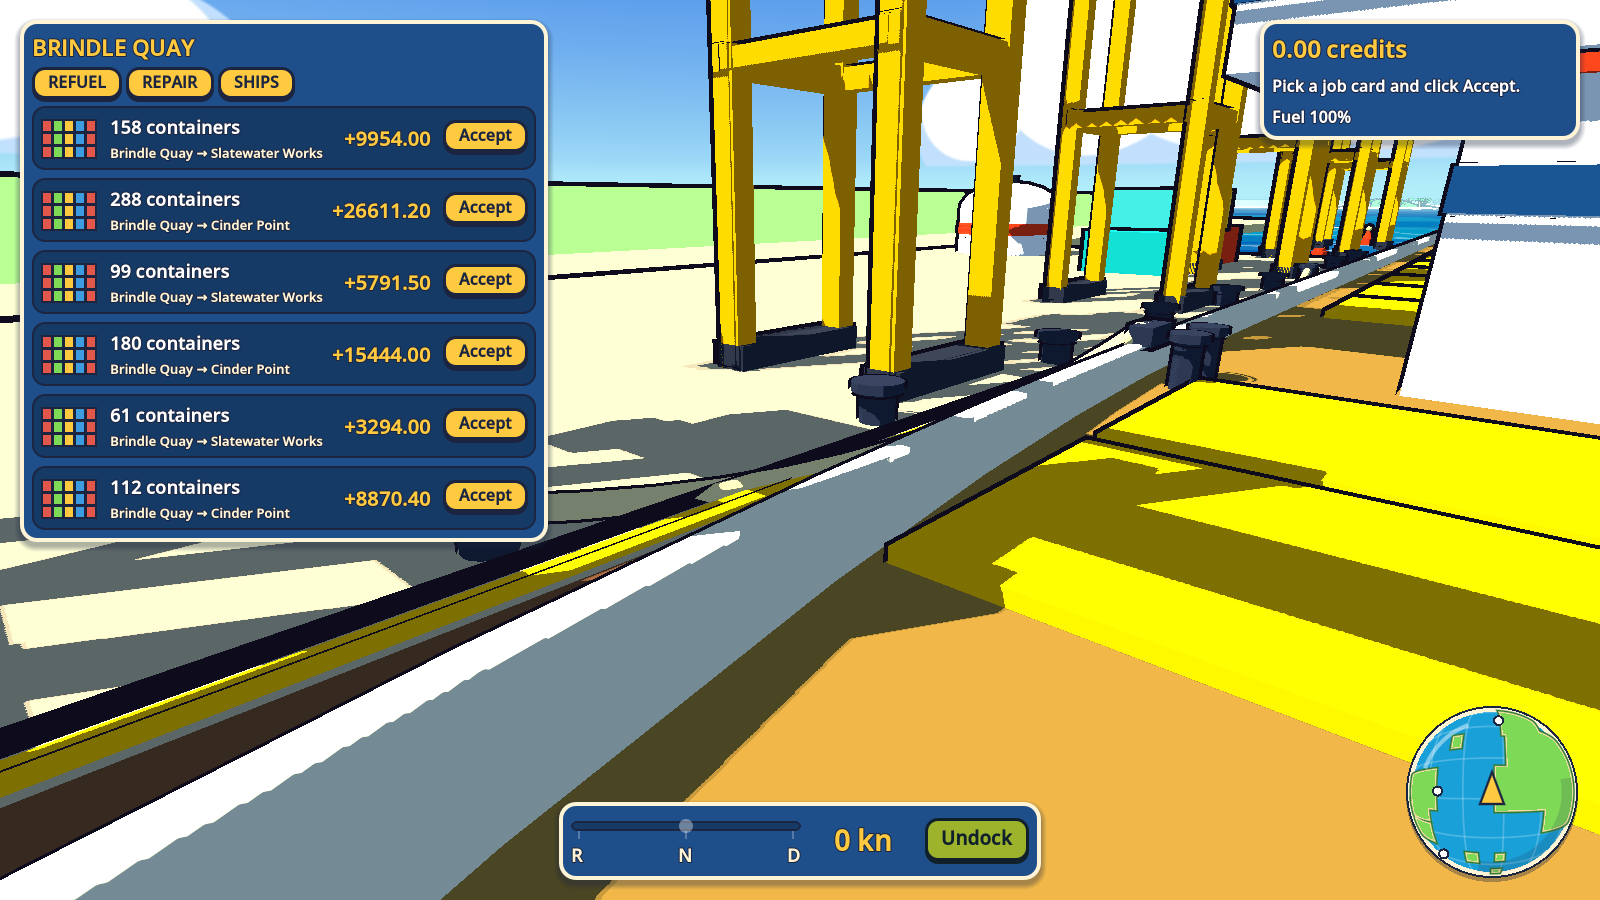 BRINDLE QUAY
REFUEL REPAIR SHIPS
158 containers
Brindle Quay → Slatewater Works
+9954.00
Accept
288 containers
Brindle Quay → Cinder Point
+26611.20
Accept
99 containers
Brindle Quay → Slatewater Works
+5791.50
Accept
180 containers
Brindle Quay → Cinder Point
+15444.00
Accept
61 containers
Brindle Quay → Slatewater Works
+3294.00
Accept
112 containers
Brindle Quay → Cinder Point
+8870.40
Accept
0.00 credits
Pick a job card and click Accept.
Fuel 100%
R N D
0 kn
Undock